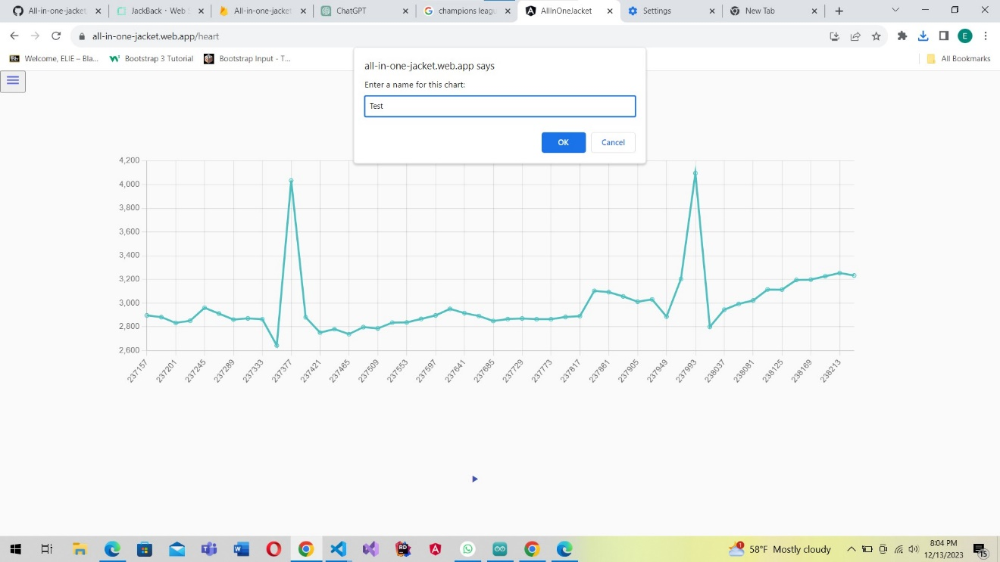 All-in-one-jacket
JackBack · Web
All-in-one-jacket
ChatGPT
champions leagu
AllInOneJacket
Settings
New Tab
all-in-one-jacket.web.app/heart
E
Bb Welcome, ELIE – Bla...
Bootstrap 3 Tutorial
Bootstrap Input - T...
All Bookmarks
all-in-one-jacket.web.app says
Enter a name for this chart:
Test
OK
Cancel
4,200
4,000
3,800
3,600
3,400
3,200
3,000
2,800
2,600
237157
237201
237245
237289
237333
237377
237421
237465
237509
237553
237597
237641
237685
237729
237773
237817
237861
237905
237949
237993
238037
238081
238125
238169
238213
RD
1
58°F Mostly cloudy
8:04 PM
12/13/2023
15